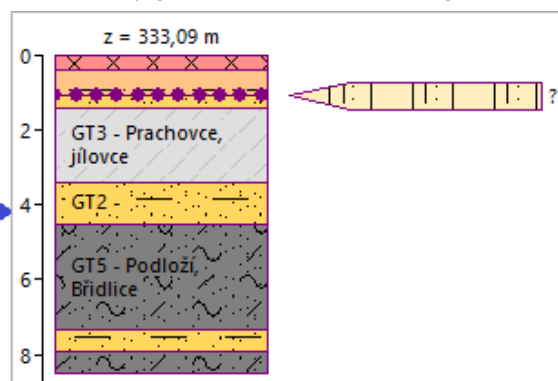 z = 333,09 m
0
2
GT3 - Prachovce,
jílovce
4
GT2 -
6
GT5 - Podloží,
Břidlice
8
?